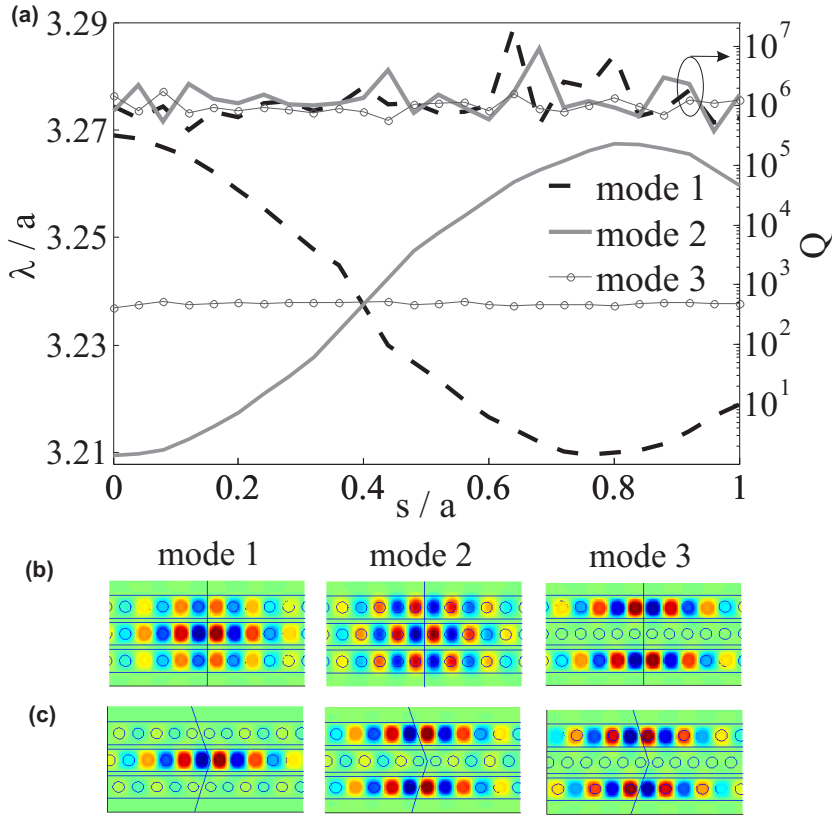 (a)
3.29
3.27
3.25
3.23
3.21
λ / a
10^7
10^6
10^5
10^4
10^3
10^2
10^1
Q
mode 1
mode 2
mode 3
0 0.2 0.4 0.6 0.8 1
s / a
mode 1 mode 2 mode 3
(b)
(c)